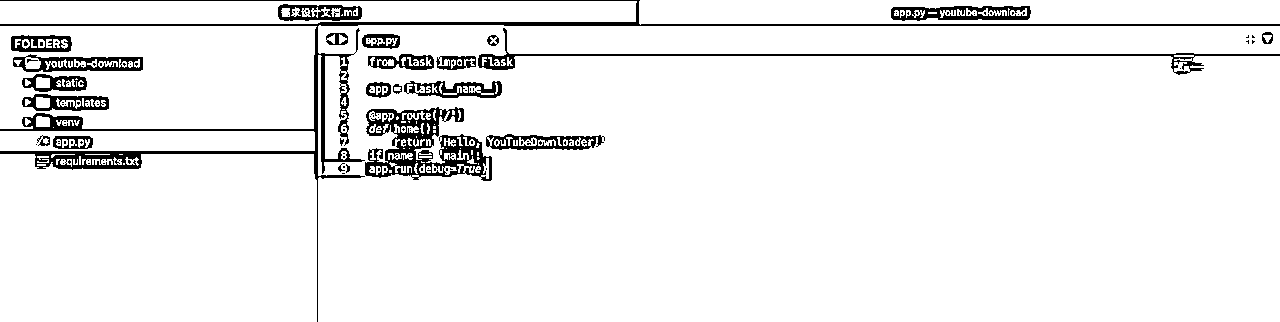 需求设计文档.md
app.py — youtube-download
FOLDERS
youtube-download
static
templates
venv
app.py
requirements.txt
app.py
1 from flask import Flask
2
3 app = Flask(__name__)
4
5 @app.route('/')
6 def home():
7 return 'Hello, YouTubeDownloader!'
8 if name == 'main':
9 app.run(debug=True)